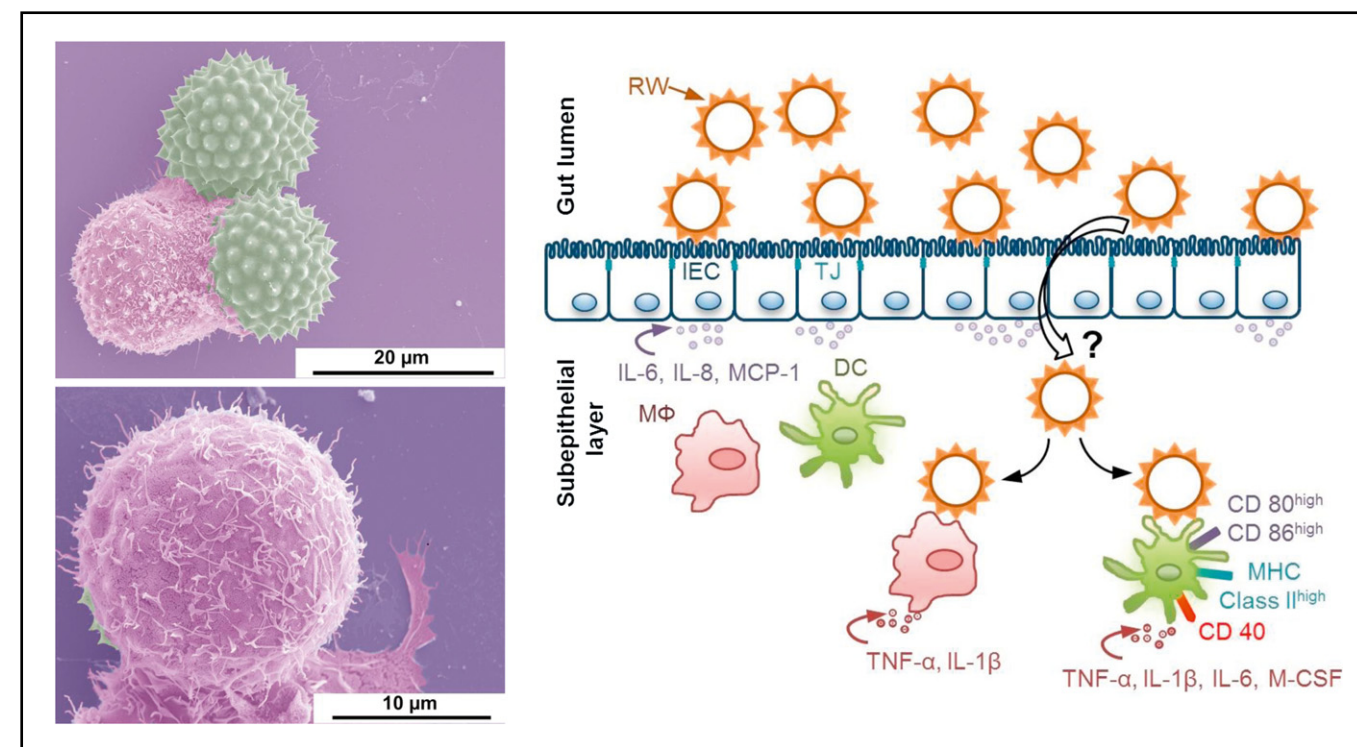 20 µm
10 µm
Gut lumen
Subepithelial
layer
RW
IEC
TJ
?
IL-6, IL-8, MCP-1
DC
MΦ
CD 80high
CD 86high
MHC
Class IIhigh
CD 40
TNF-α, IL-1β
TNF-α, IL-1β, IL-6, M-CSF